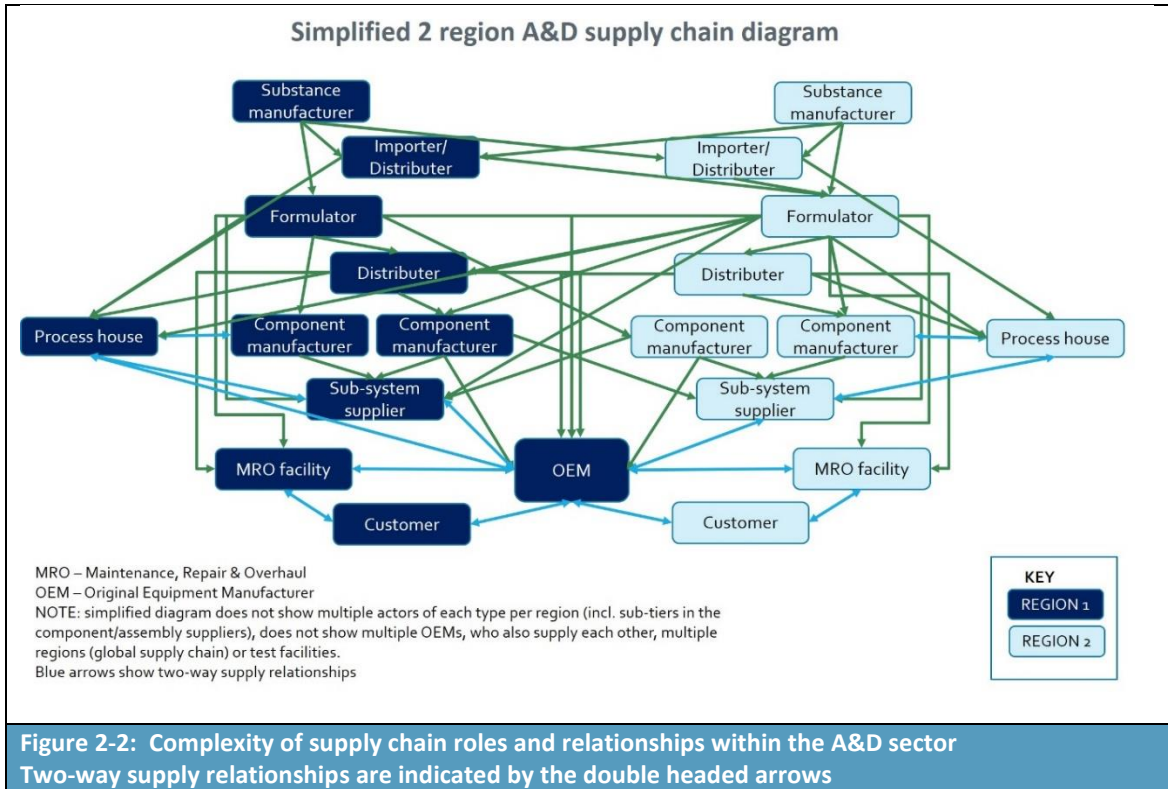 Simplified 2 region A&D supply chain diagram
Substance
manufacturer
Substance
manufacturer
Importer/
Distributer
Importer/
Distributer
Formulator
Formulator
Distributer
Distributer
Process house
Component
manufacturer
Component
manufacturer
Component
manufacturer
Component
manufacturer
Process house
Sub-system
supplier
Sub-system
supplier
MRO facility
OEM
MRO facility
Customer
Customer
MRO – Maintenance, Repair & Overhaul
OEM – Original Equipment Manufacturer
NOTE: simplified diagram does not show multiple actors of each type per region (incl. sub-tiers in the
component/assembly suppliers), does not show multiple OEMs, who also supply each other, multiple
regions (global supply chain) or test facilities.
Blue arrows show two-way supply relationships
KEY
REGION 1
REGION 2
Figure 2-2: Complexity of supply chain roles and relationships within the A&D sector
Two-way supply relationships are indicated by the double headed arrows